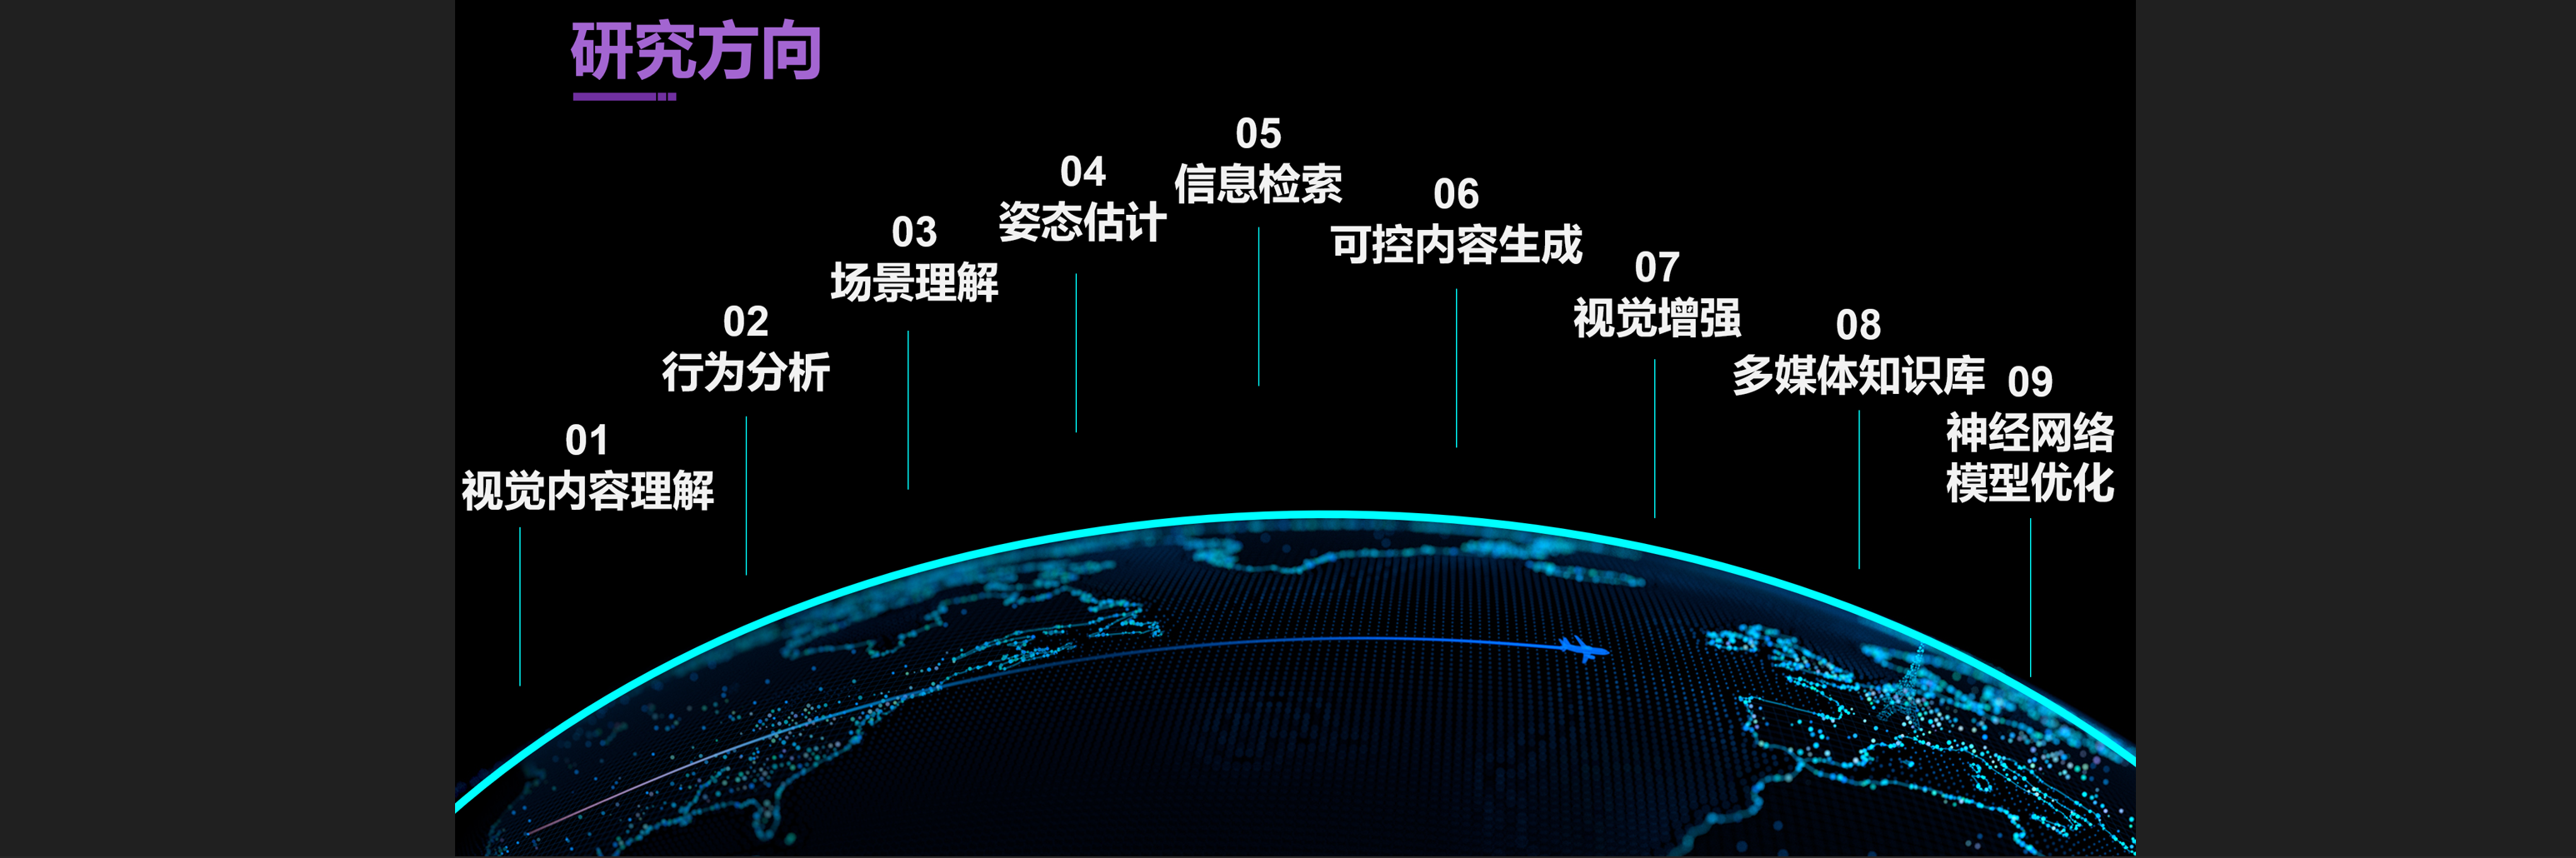 研究方向
01
视觉内容理解
02
行为分析
03
场景理解
04
姿态估计
05
信息检索
06
可控内容生成
07
视觉增强
08
多媒体知识库
09
神经网络
模型优化